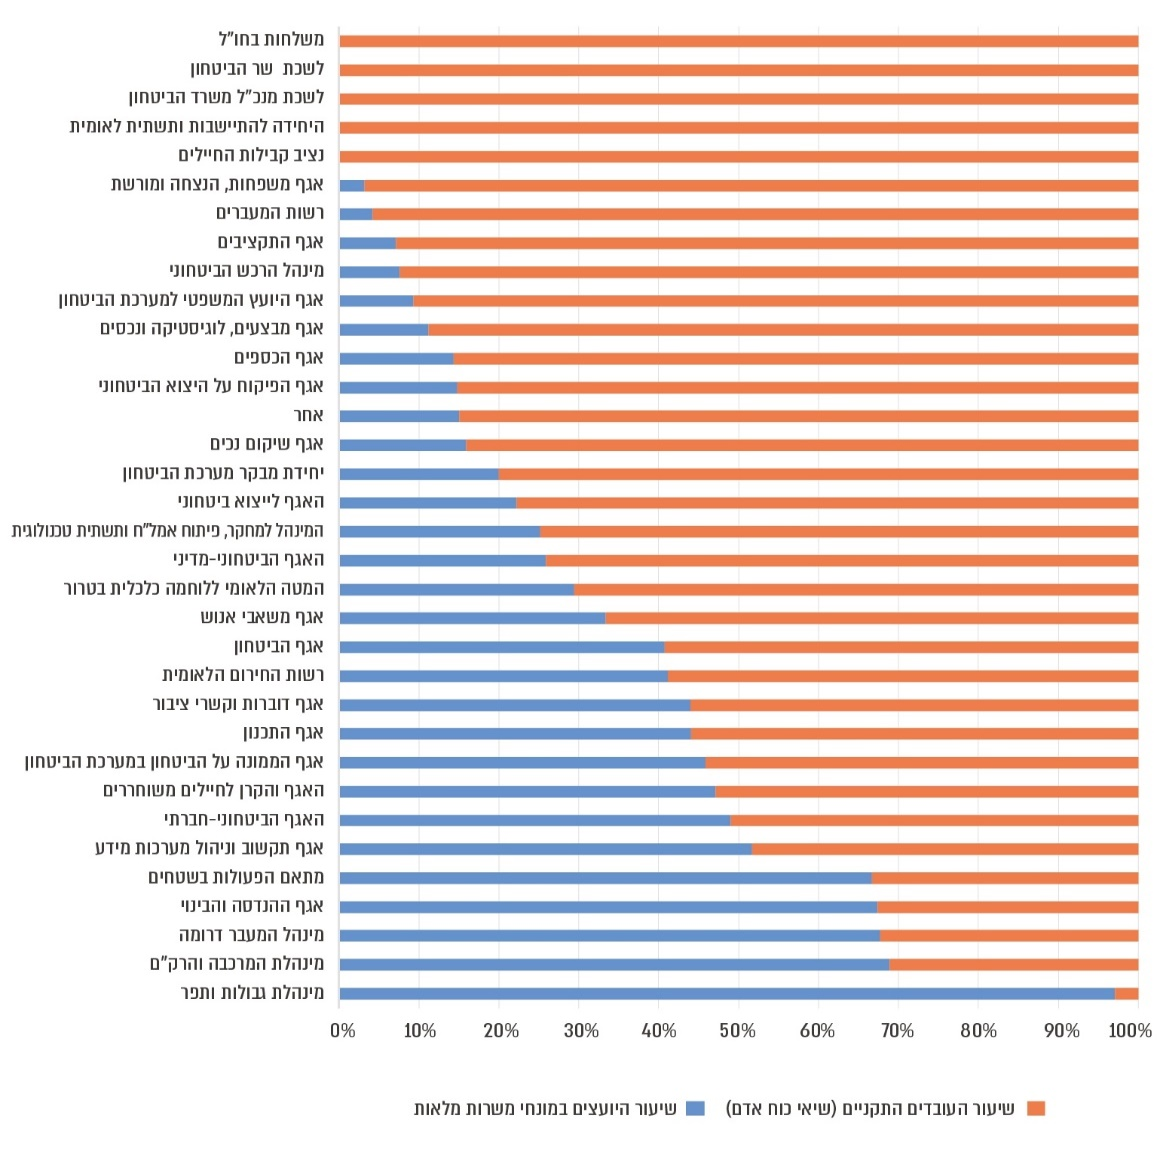 משלחות בחו"ל
לשכת שר הביטחון
לשכת מנכ"ל משרד הביטחון
היחידה להתיישבות ותשתית לאומית
נציב קבילות החיילים
אגף משפחות, הנצחה ומורשת
רשות המעברים
אגף התקציבים
מינהל הרכש הביטחוני
אגף היועץ המשפטי למערכת הביטחון
אגף מבצעים, לוגיסטיקה ונכסים
אגף הכספים
אגף הפיקוח על היצוא הביטחוני
אחר
אגף שיקום נכים
יחידת מבקר מערכת הביטחון
האגף לייצוא ביטחוני
המינהל למחקר, פיתוח אמל"ח ותשתית טכנולוגית
האגף הביטחוני-מדיני
המטה הלאומי ללוחמה כלכלית בטרור
אגף משאבי אנוש
אגף הביטחון
רשות החירום הלאומית
אגף דוברות וקשרי ציבור
אגף התכנון
אגף הממונה על הביטחון במערכת הביטחון
האגף והקרן לחיילים משוחררים
האגף הביטחוני-חברתי
אגף תקשוב וניהול מערכות מידע
מתאם הפעולות בשטחים
אגף ההנדסה והבינוי
מינהל המעבר דרומה
מינהלת המרכבה והרק"ם
מינהלת גבולות ותפר
0% 10% 20% 30% 40% 50% 60% 70% 80% 90% 100%
שיעור העובדים התקניים (שיאי כוח אדם) שיעור היועצים במונחי משרות מלאות